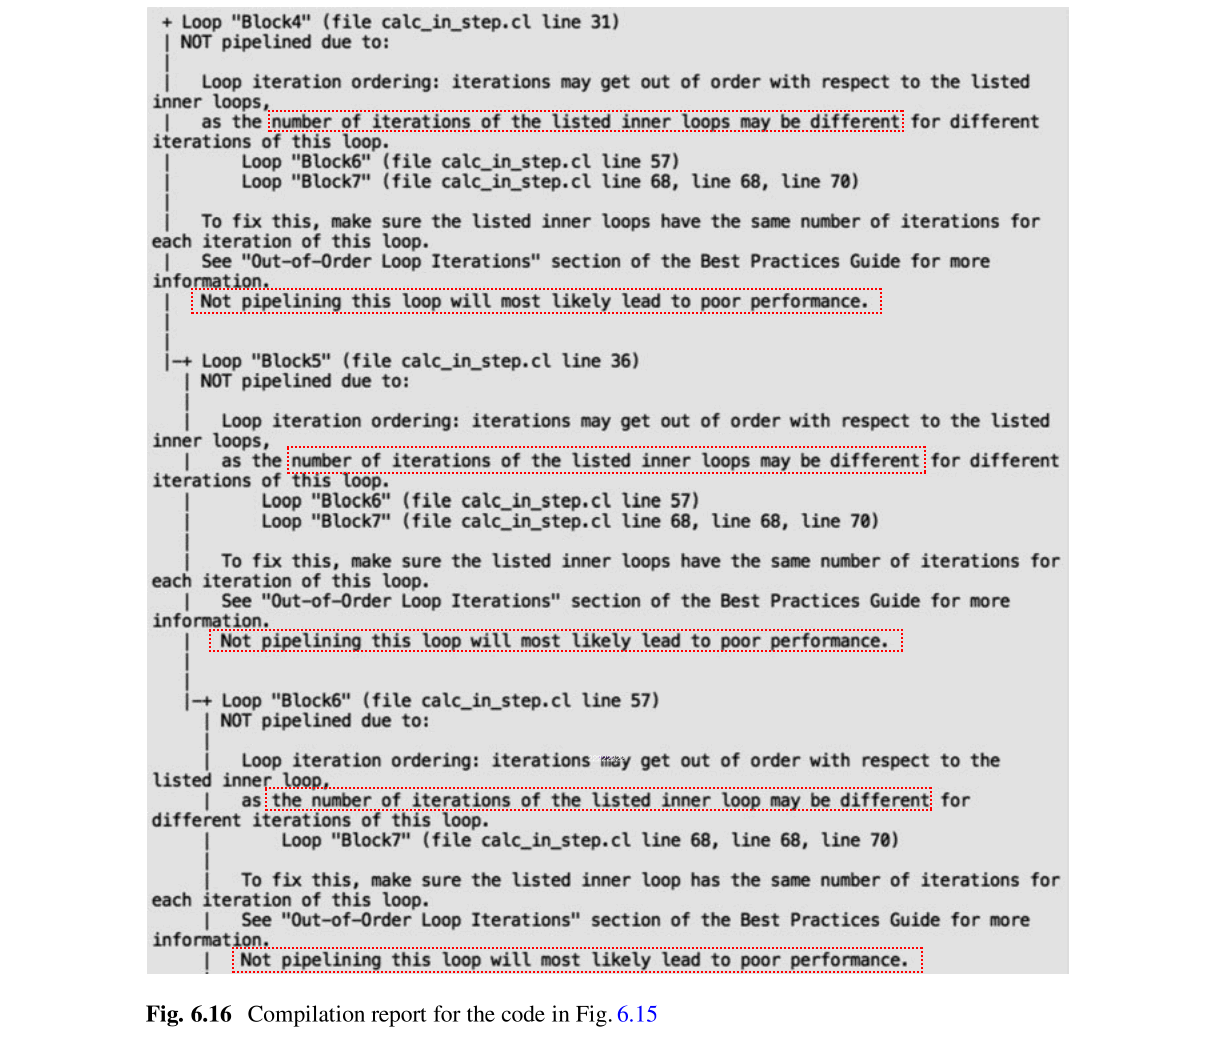 + Loop "Block4" (file calc_in_step.cl line 31)
| NOT pipelined due to:
|
|   Loop iteration ordering: iterations may get out of order with respect to the listed
inner loops,
|   as the number of iterations of the listed inner loops may be different for different
iterations of this loop.
|       Loop "Block6" (file calc_in_step.cl line 57)
|       Loop "Block7" (file calc_in_step.cl line 68, line 68, line 70)
|
|   To fix this, make sure the listed inner loops have the same number of iterations for
each iteration of this loop.
|   See "Out-of-Order Loop Iterations" section of the Best Practices Guide for more
information.
|   Not pipelining this loop will most likely lead to poor performance.
|
|
|-+ Loop "Block5" (file calc_in_step.cl line 36)
  | NOT pipelined due to:
  |
  |   Loop iteration ordering: iterations may get out of order with respect to the listed
inner loops,
  |   as the number of iterations of the listed inner loops may be different for different
iterations of this loop.
  |       Loop "Block6" (file calc_in_step.cl line 57)
  |       Loop "Block7" (file calc_in_step.cl line 68, line 68, line 70)
  |
  |   To fix this, make sure the listed inner loops have the same number of iterations for
each iteration of this loop.
  |   See "Out-of-Order Loop Iterations" section of the Best Practices Guide for more
information.
  |   Not pipelining this loop will most likely lead to poor performance.
  |
  |
  |-+ Loop "Block6" (file calc_in_step.cl line 57)
    | NOT pipelined due to:
    |
    |   Loop iteration ordering: iterations may get out of order with respect to the
listed inner loop,
    |   as the number of iterations of the listed inner loop may be different for
different iterations of this loop.
    |       Loop "Block7" (file calc_in_step.cl line 68, line 68, line 70)
    |
    |   To fix this, make sure the listed inner loop has the same number of iterations for
each iteration of this loop.
    |   See "Out-of-Order Loop Iterations" section of the Best Practices Guide for more
information.
    |   Not pipelining this loop will most likely lead to poor performance.
Fig. 6.16 Compilation report for the code in Fig. 6.15